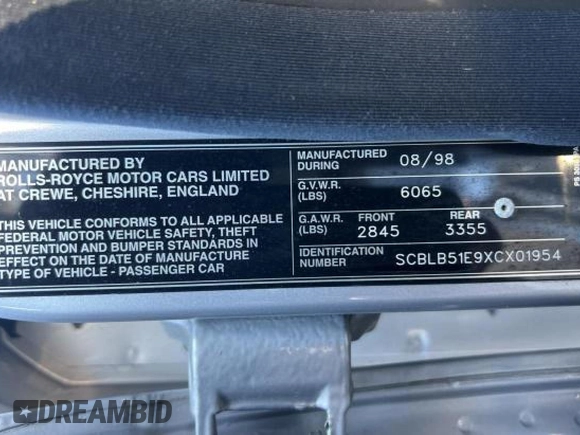 MANUFACTURED BY
ROLLS-ROYCE MOTOR CARS LIMITED
AT CREWE, CHESHIRE, ENGLAND
THIS VEHICLE CONFORMS TO ALL APPLICABLE
FEDERAL MOTOR VEHICLE SAFETY, THEFT
PREVENTION AND BUMPER STANDARDS IN
EFFECT ON THE DATE OF MANUFACTURE
TYPE OF VEHICLE - PASSENGER CAR
MANUFACTURED DURING 08/98
G.V.W.R. (LBS) 6065
G.A.W.R. (LBS) FRONT 2845 REAR 3355
IDENTIFICATION NUMBER SCBLB51E9XCX01954
DREAMBID